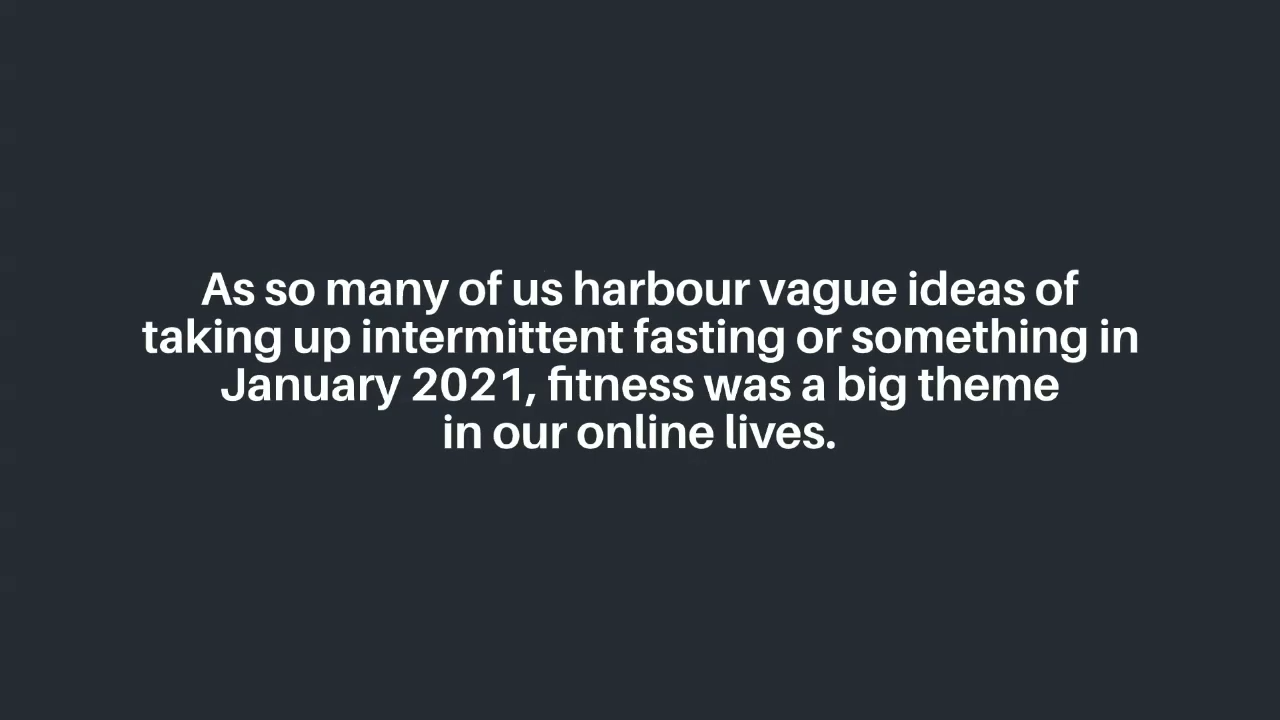 As so many of us harbour vague ideas of
taking up intermittent fasting or something in
January 2021, fitness was a big theme
in our online lives.